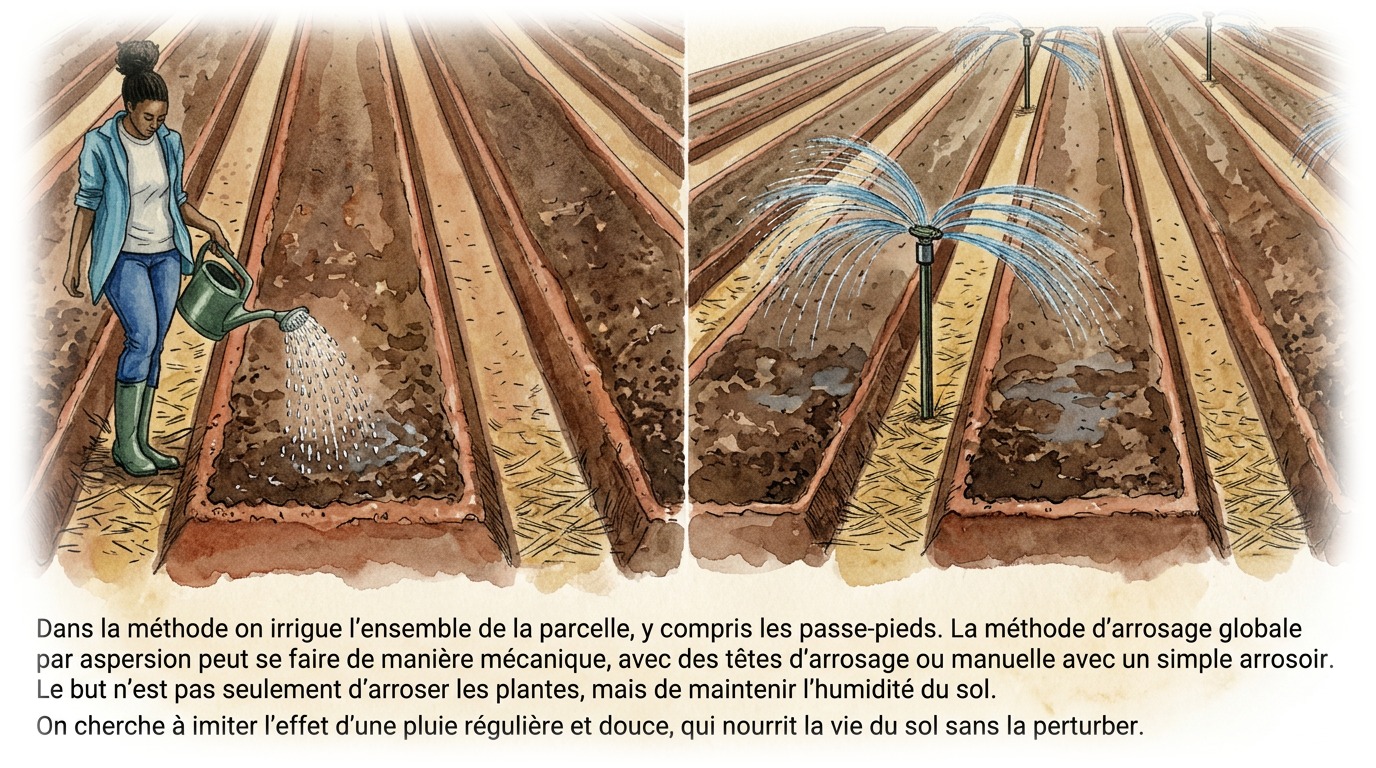 Dans la méthode on irrigue l’ensemble de la parcelle, y compris les passe-pieds. La méthode d’arrosage globale
par aspersion peut se faire de manière mécanique, avec des têtes d’arrosage ou manuelle avec un simple arrosoir.
Le but n’est pas seulement d’arroser les plantes, mais de maintenir l’humidité du sol.
On cherche à imiter l’effet d’une pluie régulière et douce, qui nourrit la vie du sol sans la perturber.